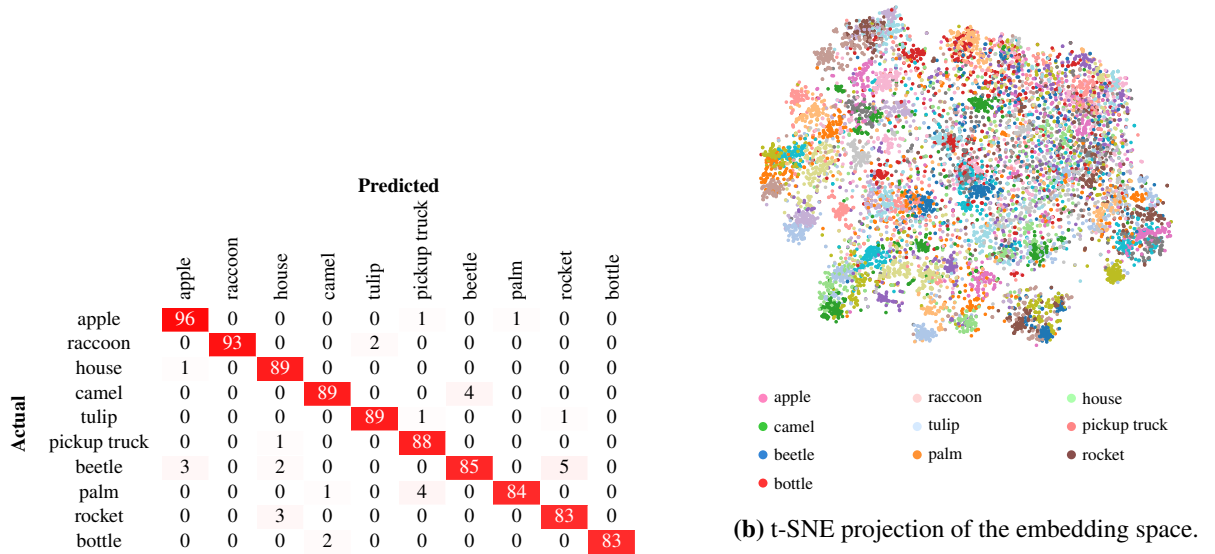 Predicted
apple raccoon house camel tulip pickup truck beetle palm rocket bottle
Actual
apple 96 0 0 0 0 1 1 0 0
raccoon 0 93 0 0 2 0 0 0 0 0
house 1 0 89 0 0 0 0 0 0 0
camel 0 0 0 89 0 0 4 0 0 0
tulip 0 0 0 0 89 1 0 0 1 0
pickup truck 0 0 1 0 0 88 0 0 0 0
beetle 3 0 2 0 0 0 85 0 5 0
palm 0 0 0 1 0 4 0 84 0 0
rocket 0 0 3 0 0 0 0 0 83 0
bottle 0 0 0 2 0 0 0 0 0 83
apple raccoon house
camel tulip pickup truck
beetle palm rocket
bottle
(b) t-SNE projection of the embedding space.